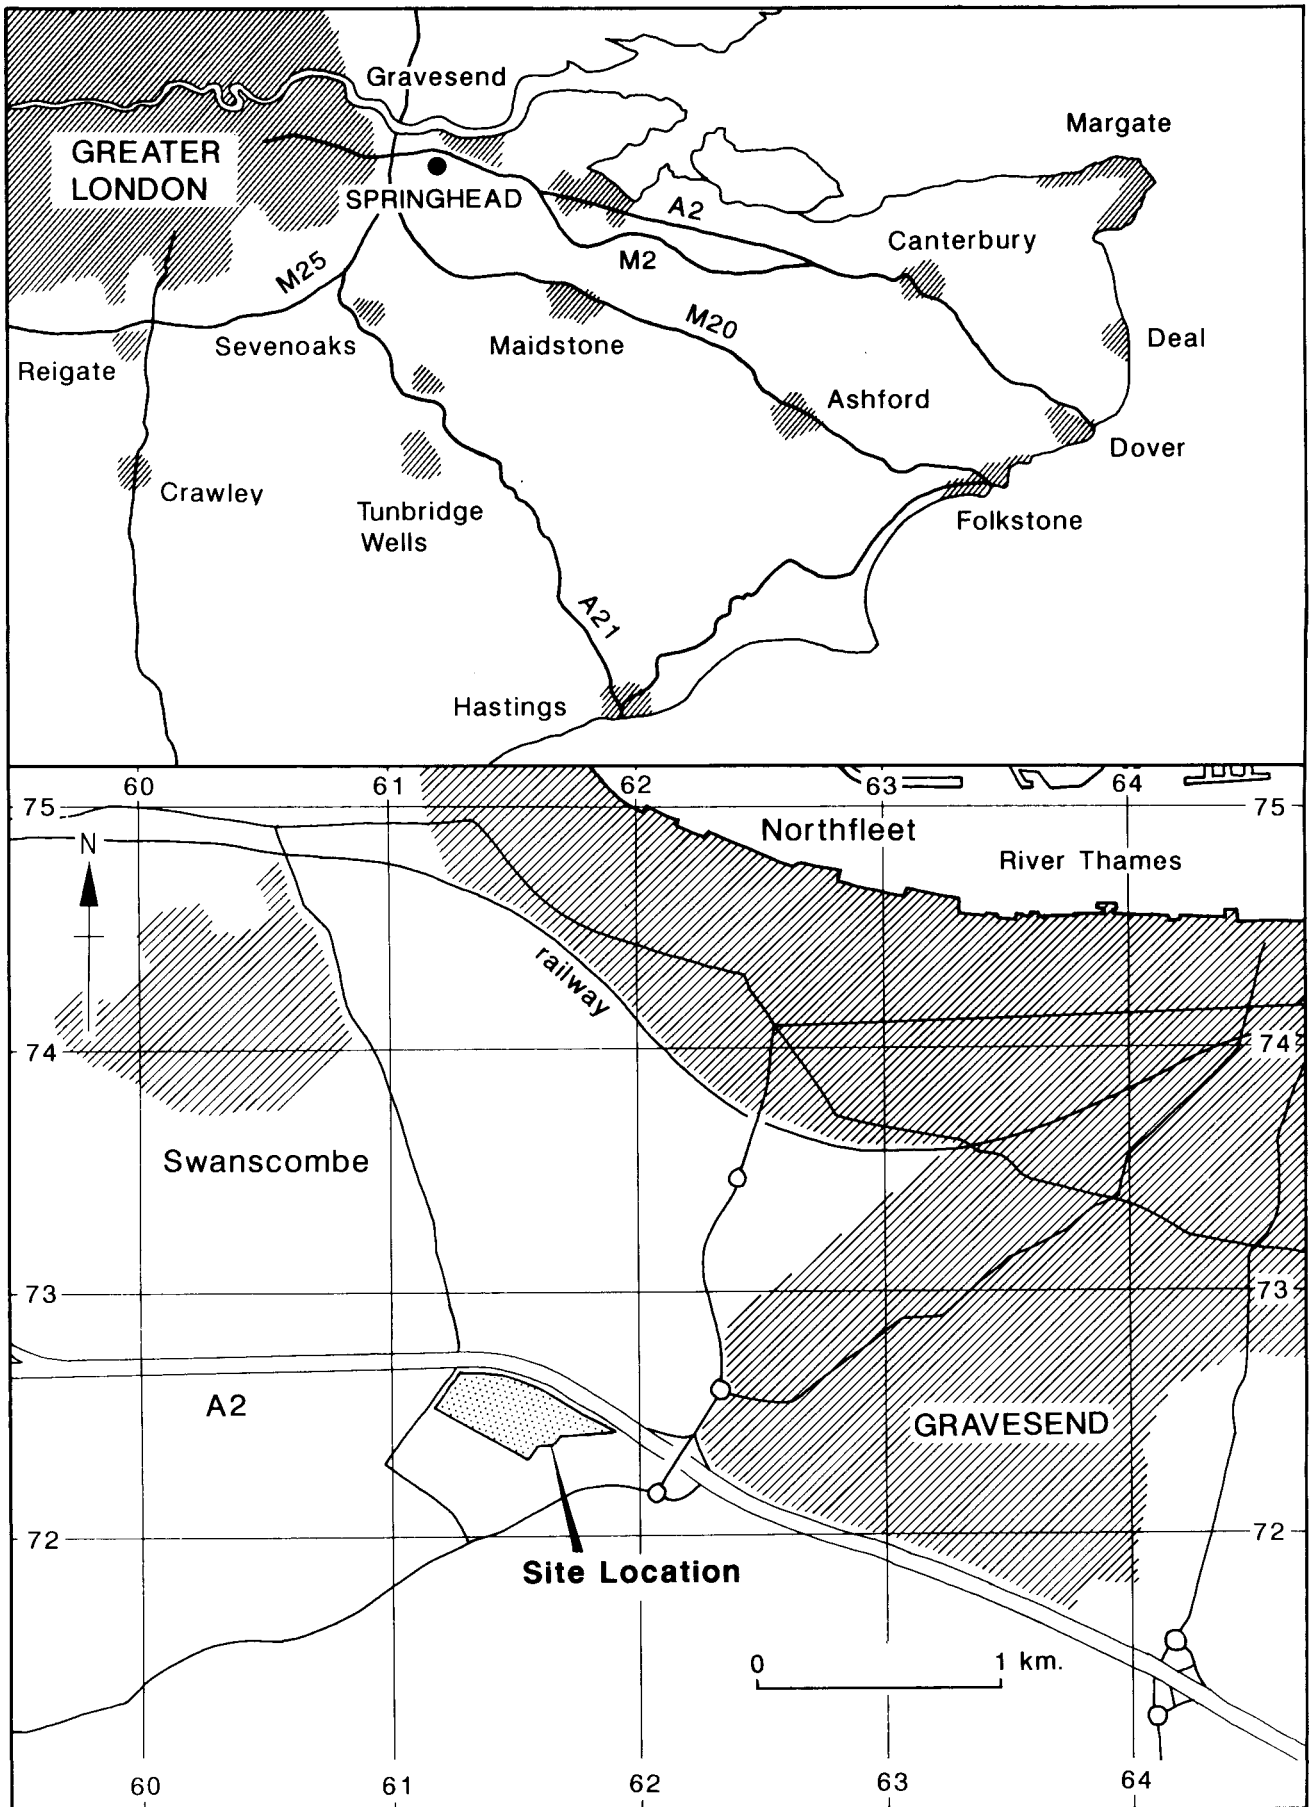 Gravesend
Margate
GREATER
LONDON
SPRINGHEAD
A2
Canterbury
M2
M25
M20
Deal
Sevenoaks
Maidstone
Reigate
Ashford
Dover
Crawley
Tunbridge
Wells
Folkstone
A21
Hastings
60
61
62
63
64
75
75
Northfleet
N
River Thames
railway
74
74
Swanscombe
73
73
A2
GRAVESEND
72
72
Site Location
0
1 km.
60
61
62
63
64